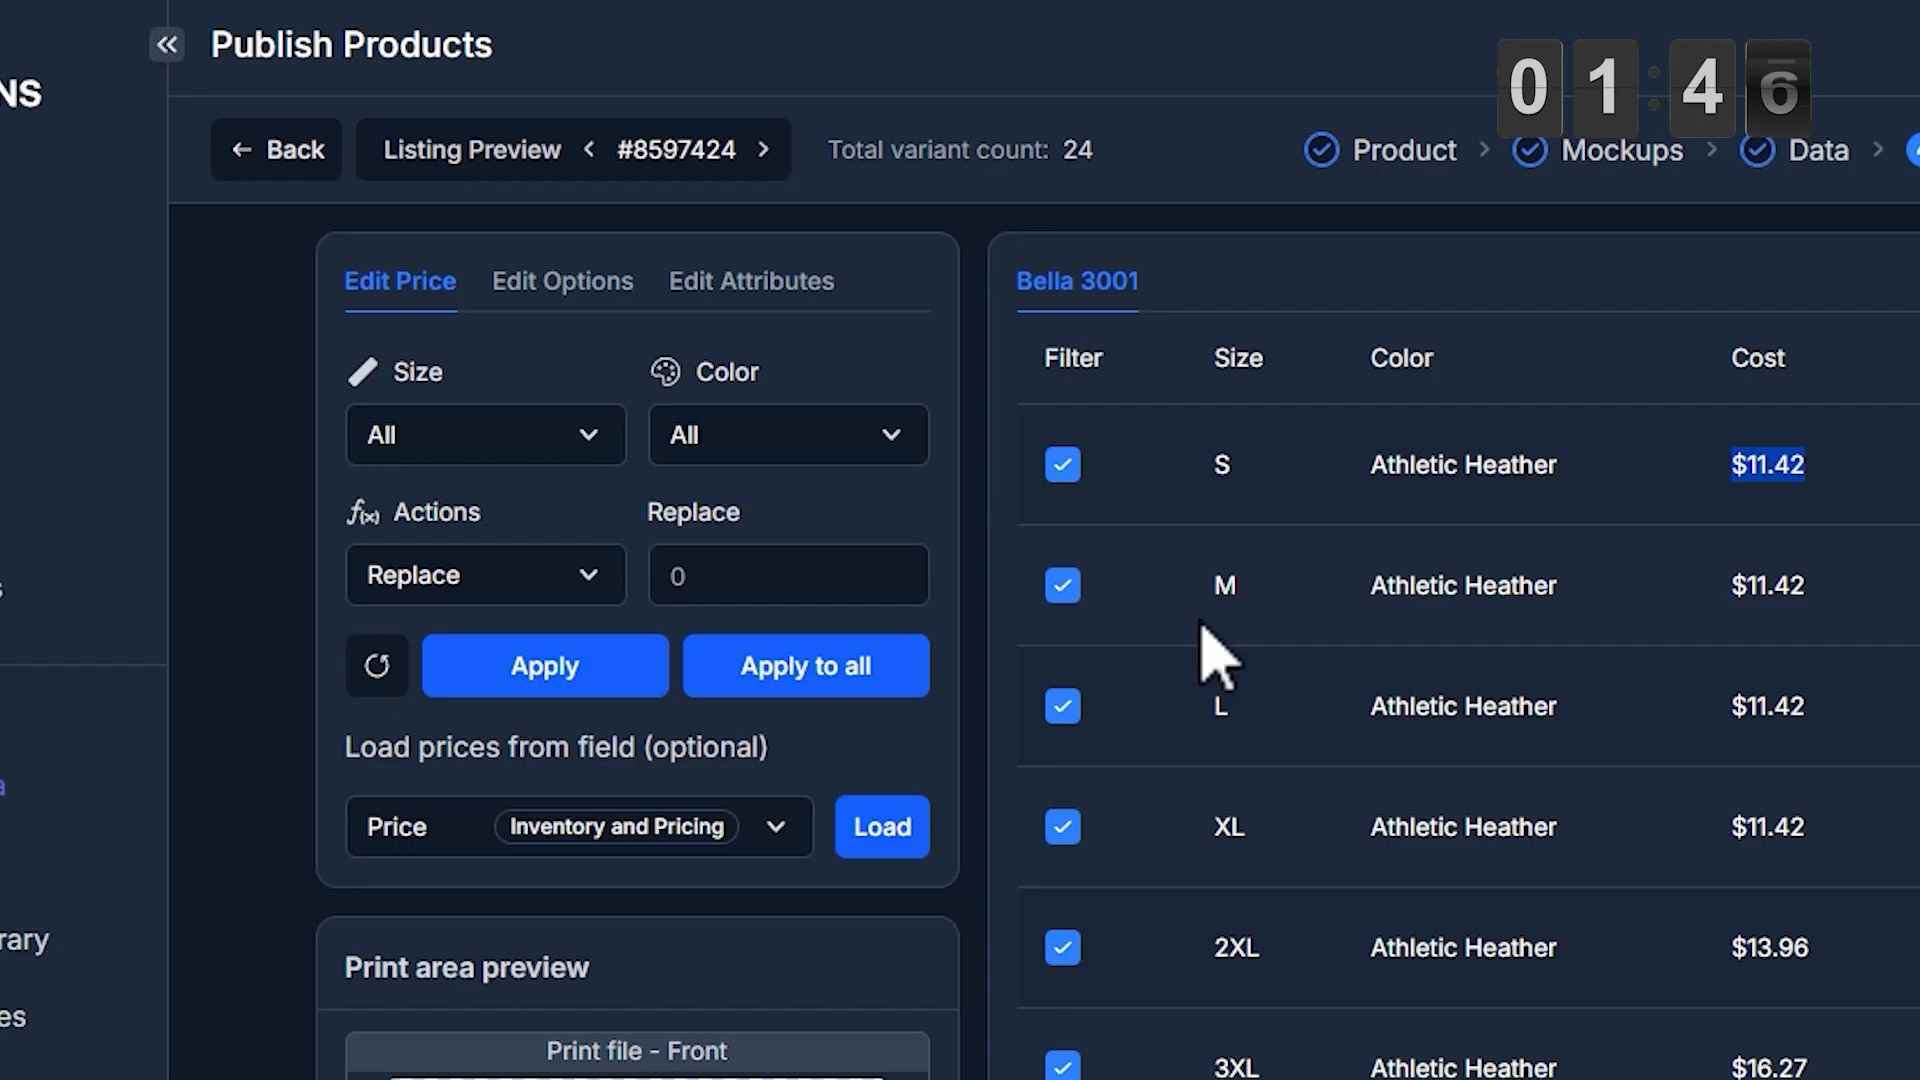 Publish Products
01:46
NS
Back
Listing Preview
#8597424
Total variant count: 24
Product
Mockups
Data
Edit Price
Edit Options
Edit Attributes
Size
Color
All
All
f(x) Actions
Replace
Replace
0
Apply
Apply to all
Load prices from field (optional)
Price
Inventory and Pricing
Load
Print area preview
Print file - Front
Bella 3001
Filter Size Color Cost
S Athletic Heather $11.42
M Athletic Heather $11.42
L Athletic Heather $11.42
XL Athletic Heather $11.42
2XL Athletic Heather $13.96
3XL Athletic Heather $16.27
rary
es